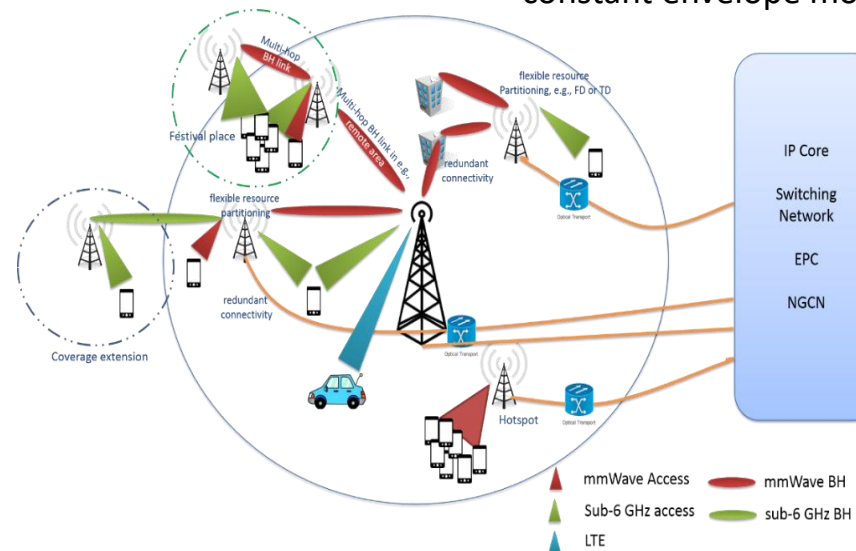 constant envelope mo
Multi-hop
BH link
flexible resource
Partitioning, e.g., FD or TD
Festival place
Multi-hop BH link in e.g.,
remote area
redundant
connectivity
IP Core
Switching
Network
EPC
NGCN
Optical Transport
flexible resource
partitioning
redundant
connectivity
Coverage extension
Optical Transport
Hotspot
Optical Transport
mmWave Access
mmWave BH
Sub-6 GHz access
sub-6 GHz BH
LTE